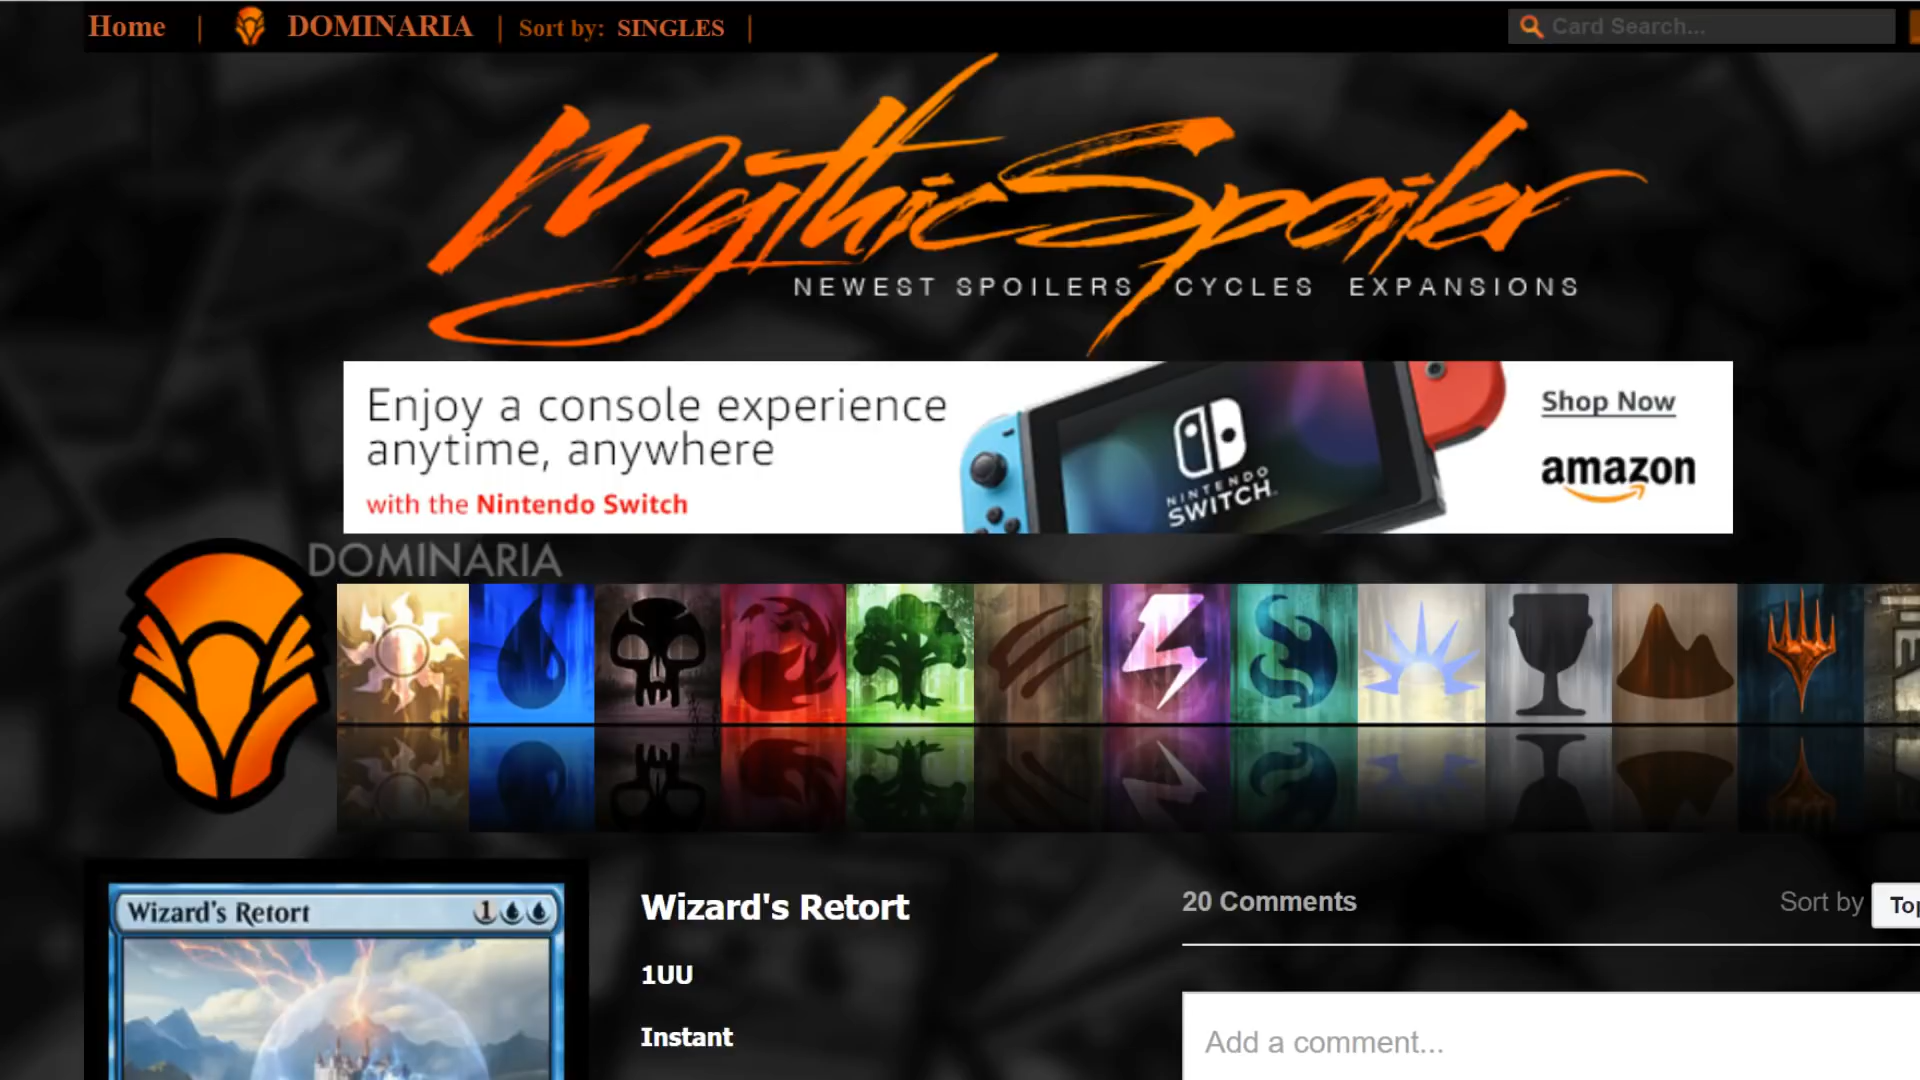 Home | DOMINARIA | Sort by: SINGLES |
Card Search...
MythicSpoiler
NEWEST SPOILERS CYCLES EXPANSIONS
Enjoy a console experience
anytime, anywhere
with the Nintendo Switch
NINTENDO
SWITCH
Shop Now
amazon
DOMINARIA
Wizard's Retort 1
Wizard's Retort
1UU
Instant
20 Comments
Sort by Top
Add a comment...